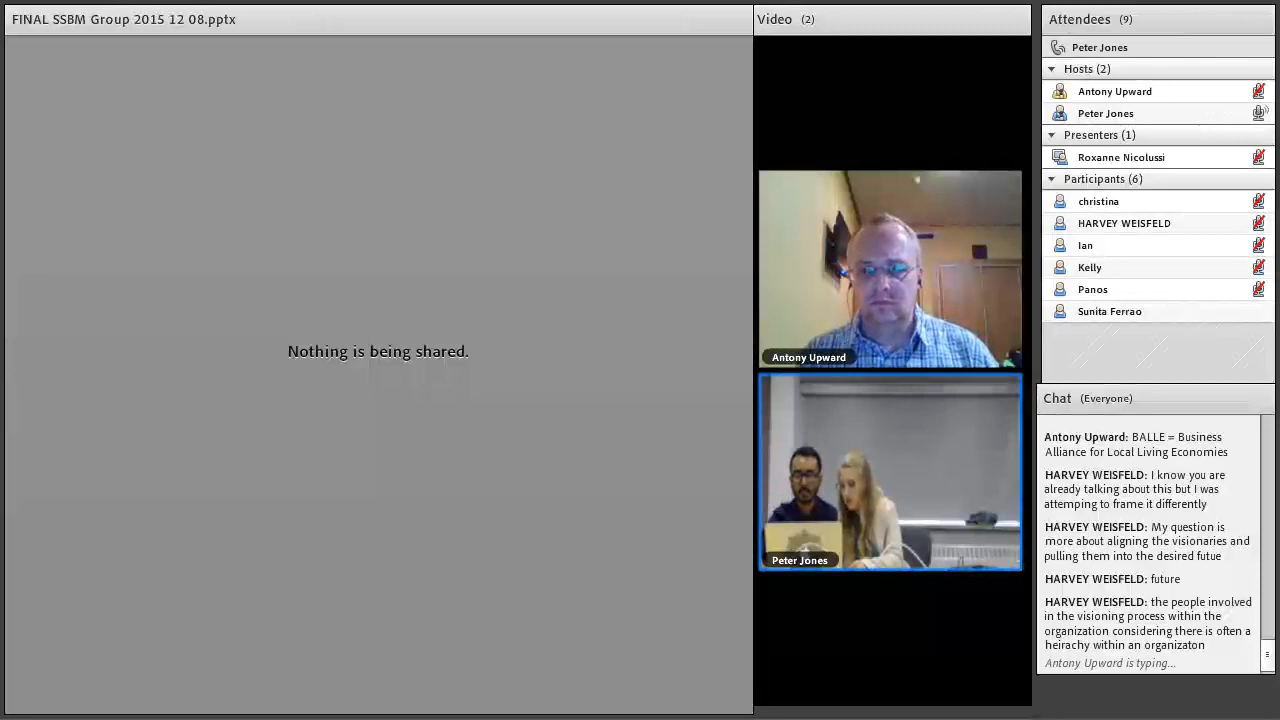 FINAL SSBM Group 2015 12 08.pptx
Nothing is being shared.
Video (2)
Antony Upward
Peter Jones
Attendees (9)
Peter Jones
Hosts (2)
Antony Upward
Peter Jones
Presenters (1)
Roxanne Nicolussi
Participants (6)
christina
HARVEY WEISFELD
Ian
Kelly
Panos
Sunita Ferrao
Chat (Everyone)
Antony Upward: BALLE = Business
Alliance for Local Living Economies
HARVEY WEISFELD: I know you are
already talking about this but I was
attemping to frame it differently
HARVEY WEISFELD: My question is
more about aligning the visionaries and
pulling them into the desired futue
HARVEY WEISFELD: future
HARVEY WEISFELD: the people involved
in the visioning process within the
organization considering there is often a
heirachy within an organizaton
Antony Upward is typing...